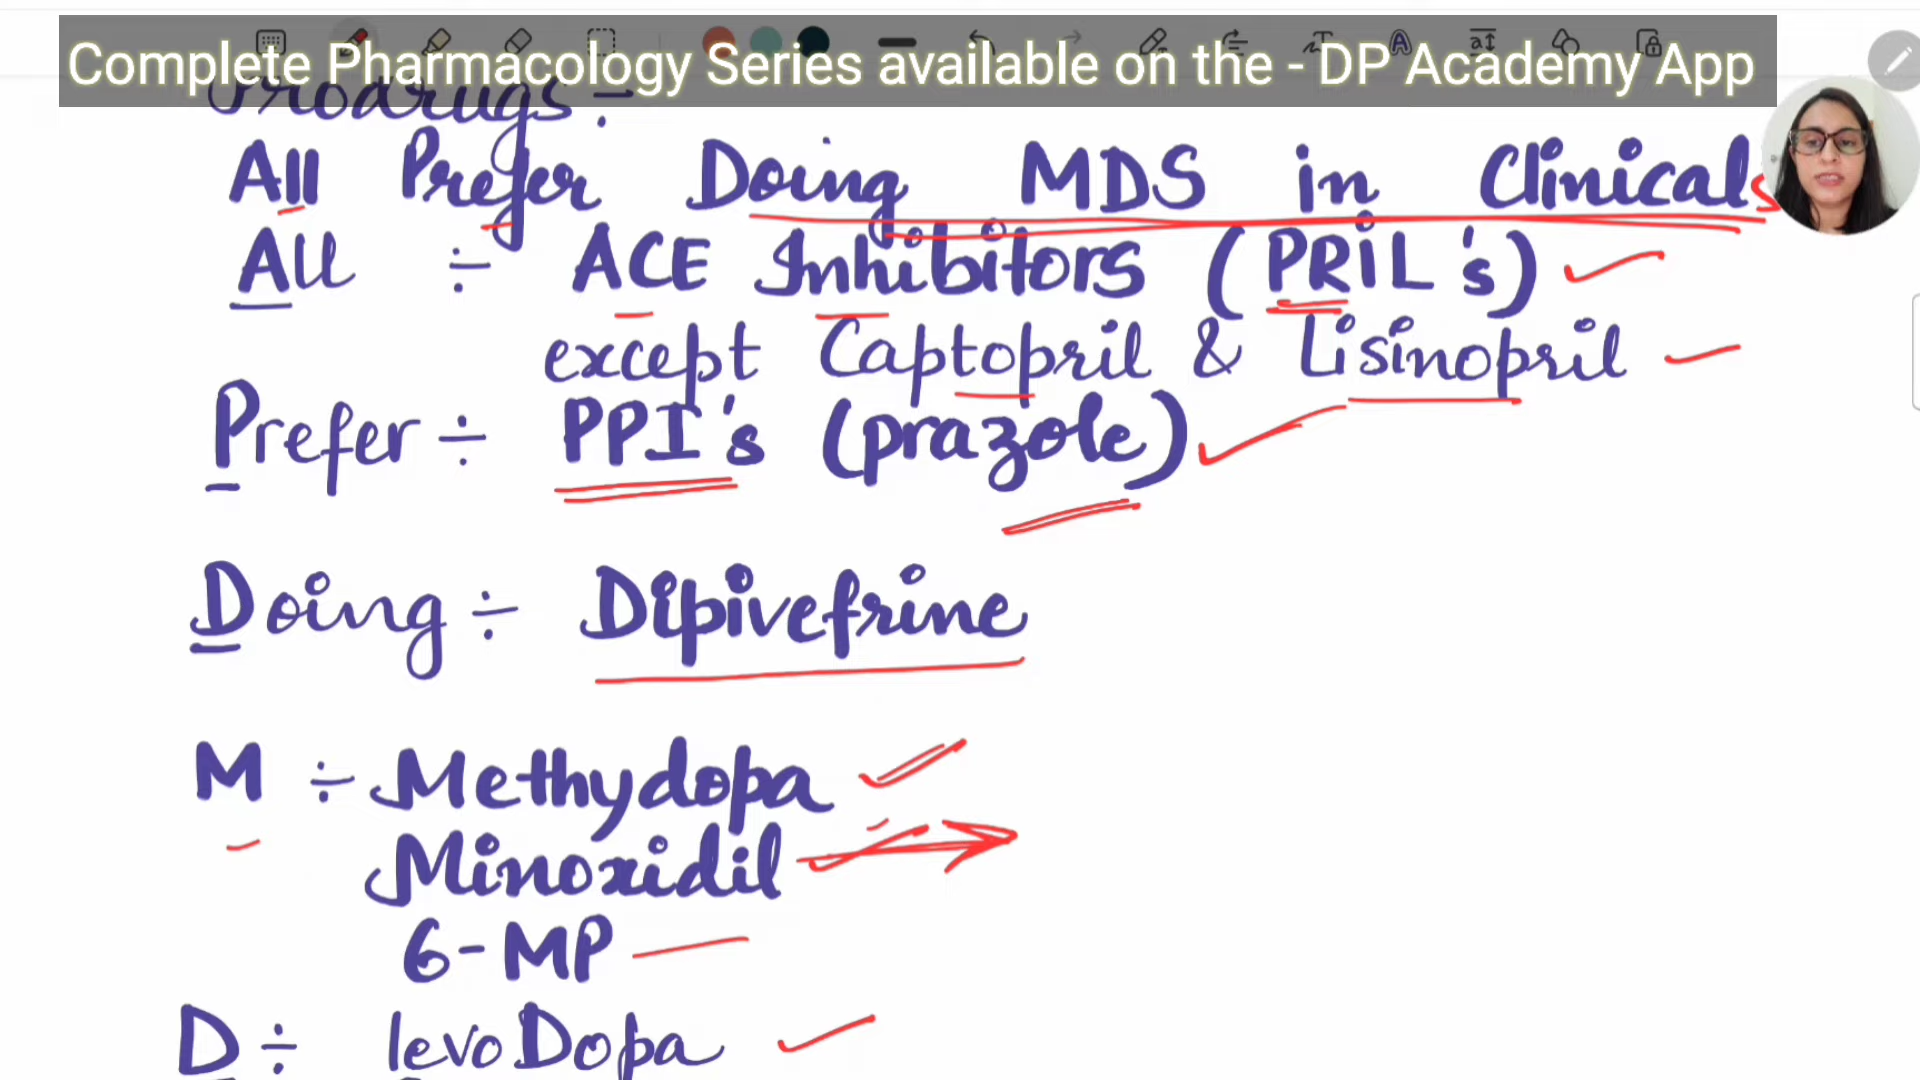 Complete Pharmacology Series available on the - DP Academy App
Prodrugs :-
All Prefer Doing MDS in Clinicals
All ÷ ACE Inhibitors (PRIL's)
except Captopril & Lisinopril
Prefer ÷ PPI's (prazole)
Doing ÷ Dipivefrine
M ÷ Methydopa
Minoxidil
6-MP
D ÷ levoDopa